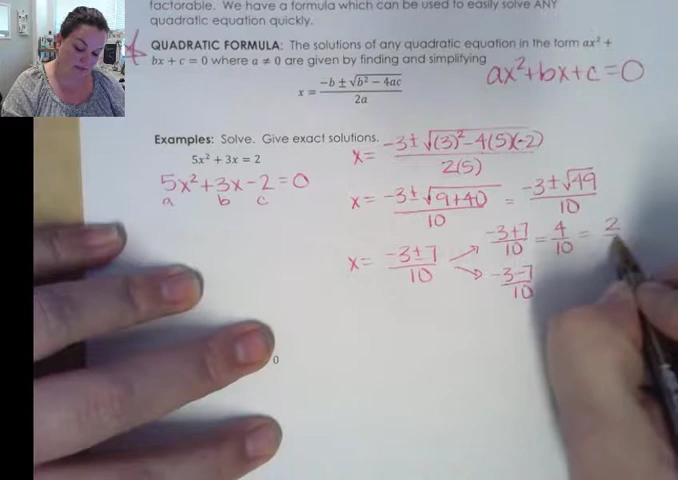 factorable. We have a formula which can be used to easily solve ANY
quadratic equation quickly.
QUADRATIC FORMULA: The solutions of any quadratic equation in the form ax² +
bx + c = 0 where a ≠ 0 are given by finding and simplifying
ax²+bx+c=0
x = (-b ± √(b² - 4ac))/(2a)
Examples: Solve. Give exact solutions.
5x² + 3x = 2
5x²+3x-2=0
a b c
x= (-3±√((3)²-4(5)(-2)))/(2(5))
x= (-3±√(9+40))/10 = (-3±√49)/10
x= (-3±7)/10
(-3+7)/10 = 4/10 = 2
(-3-7)/10
0